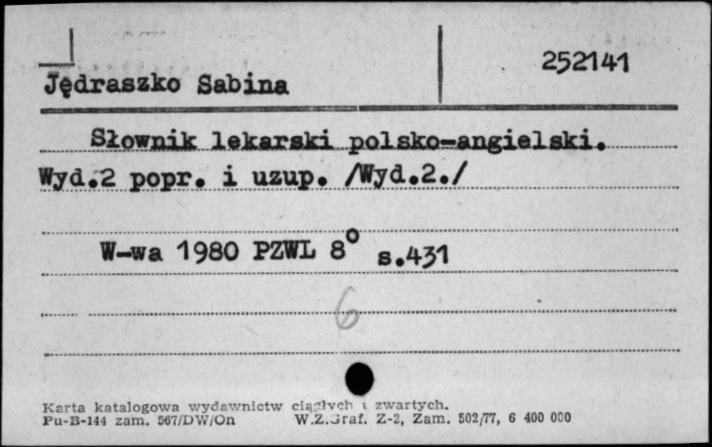 252141
Jędraszko Sabina
Słownik lekarski polsko-angielski.
Wyd.2 popr. i uzup. /Wyd.2./
W-wa 1980 PZWL 8° s.431
6
Karta katalogowa wydawnictw ciągłych i zwartych.
Pu-B-144 zam. 567/DW/On W.Z.Graf. Z-2, Zam. 502/77, 6 400 000